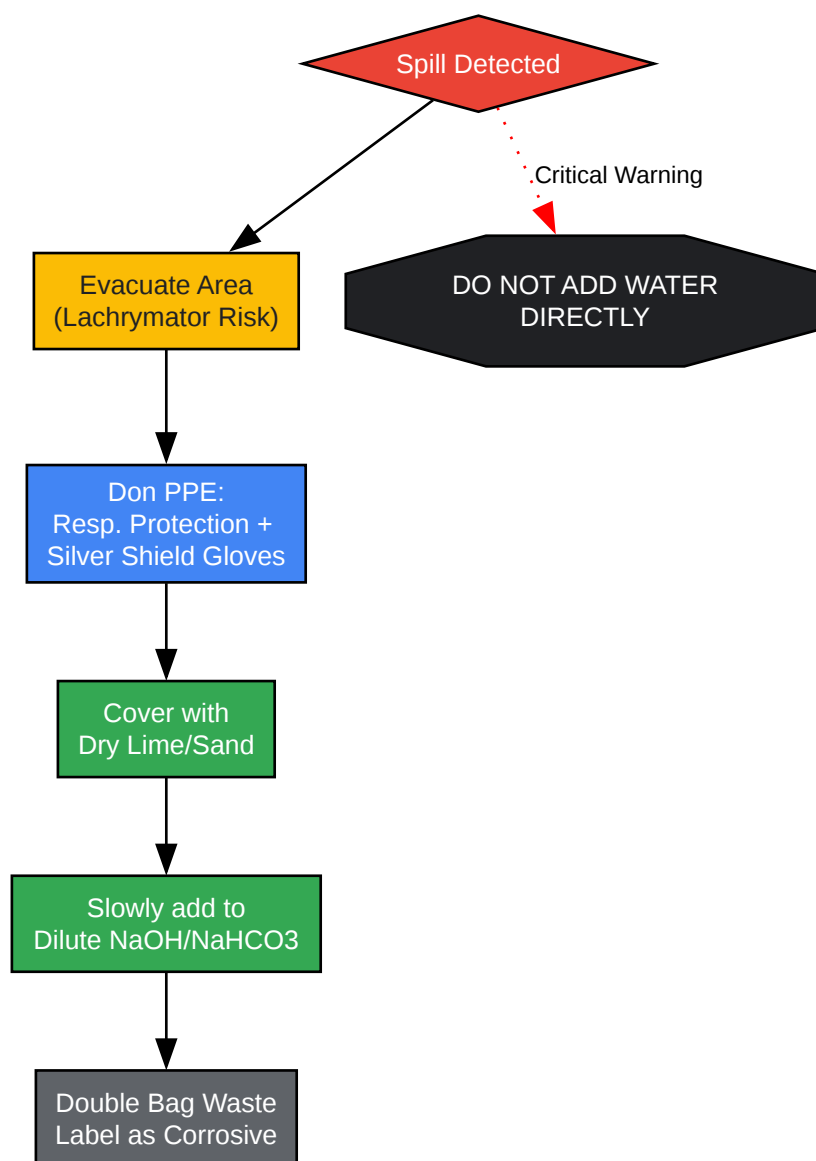 Spill Detected
Critical Warning
Evacuate Area
(Lachrymator Risk)
DO NOT ADD WATER
DIRECTLY
Don PPE:
Resp. Protection +
Silver Shield Gloves
Cover with
Dry Lime/Sand
Slowly add to
Dilute NaOH/NaHCO3
Double Bag Waste
Label as Corrosive